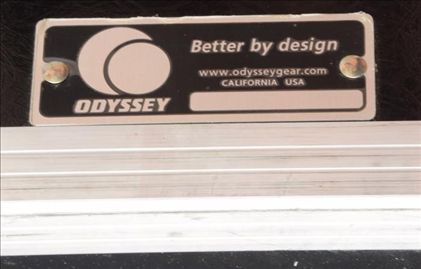 Better by design
www.odysseygear.com
CALIFORNIA USA
ODYSSEY